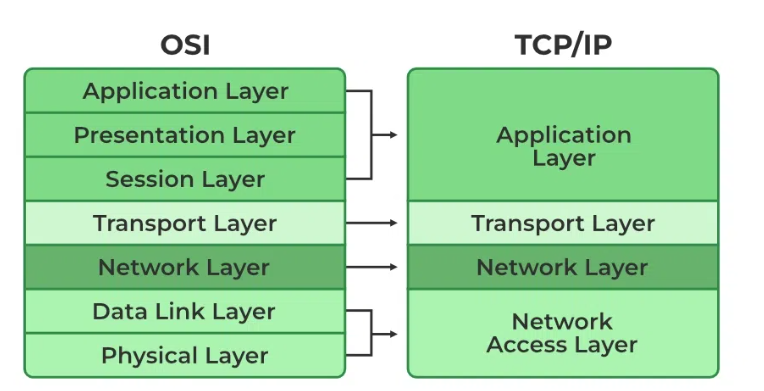 OSI
TCP/IP
Application Layer
Presentation Layer
Session Layer
Transport Layer
Network Layer
Data Link Layer
Physical Layer
Application
Layer
Transport Layer
Network Layer
Network
Access Layer